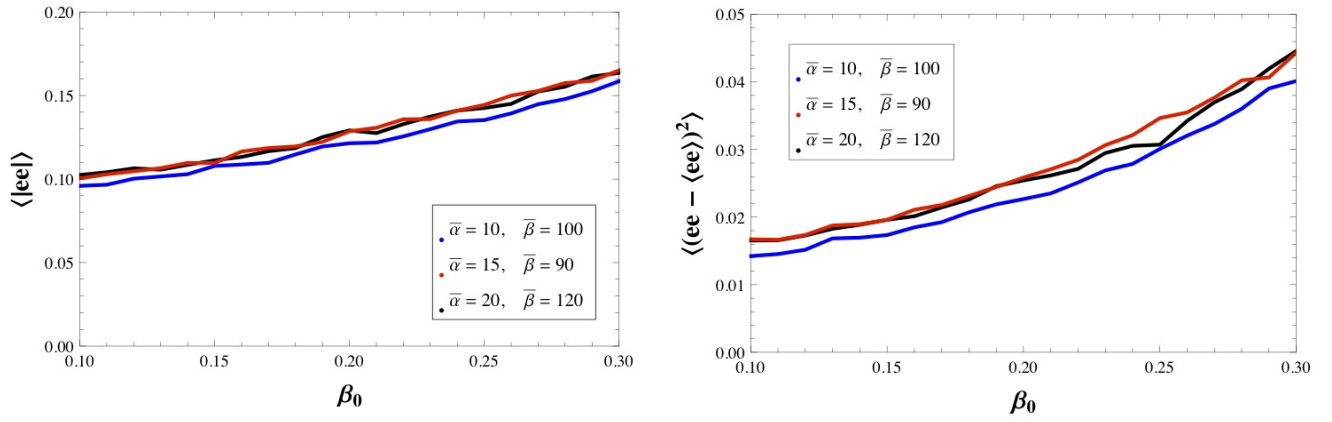 0.20
0.15
0.10
0.05
0.00
0.10 0.15 0.20 0.25 0.30
⟨|ee|⟩
β₀
ᾱ = 10, β̄ = 100
ᾱ = 15, β̄ = 90
ᾱ = 20, β̄ = 120
0.05
0.04
0.03
0.02
0.01
0.00
0.10 0.15 0.20 0.25 0.30
⟨(ee − ⟨ee⟩)²⟩
β₀
ᾱ = 10, β̄ = 100
ᾱ = 15, β̄ = 90
ᾱ = 20, β̄ = 120